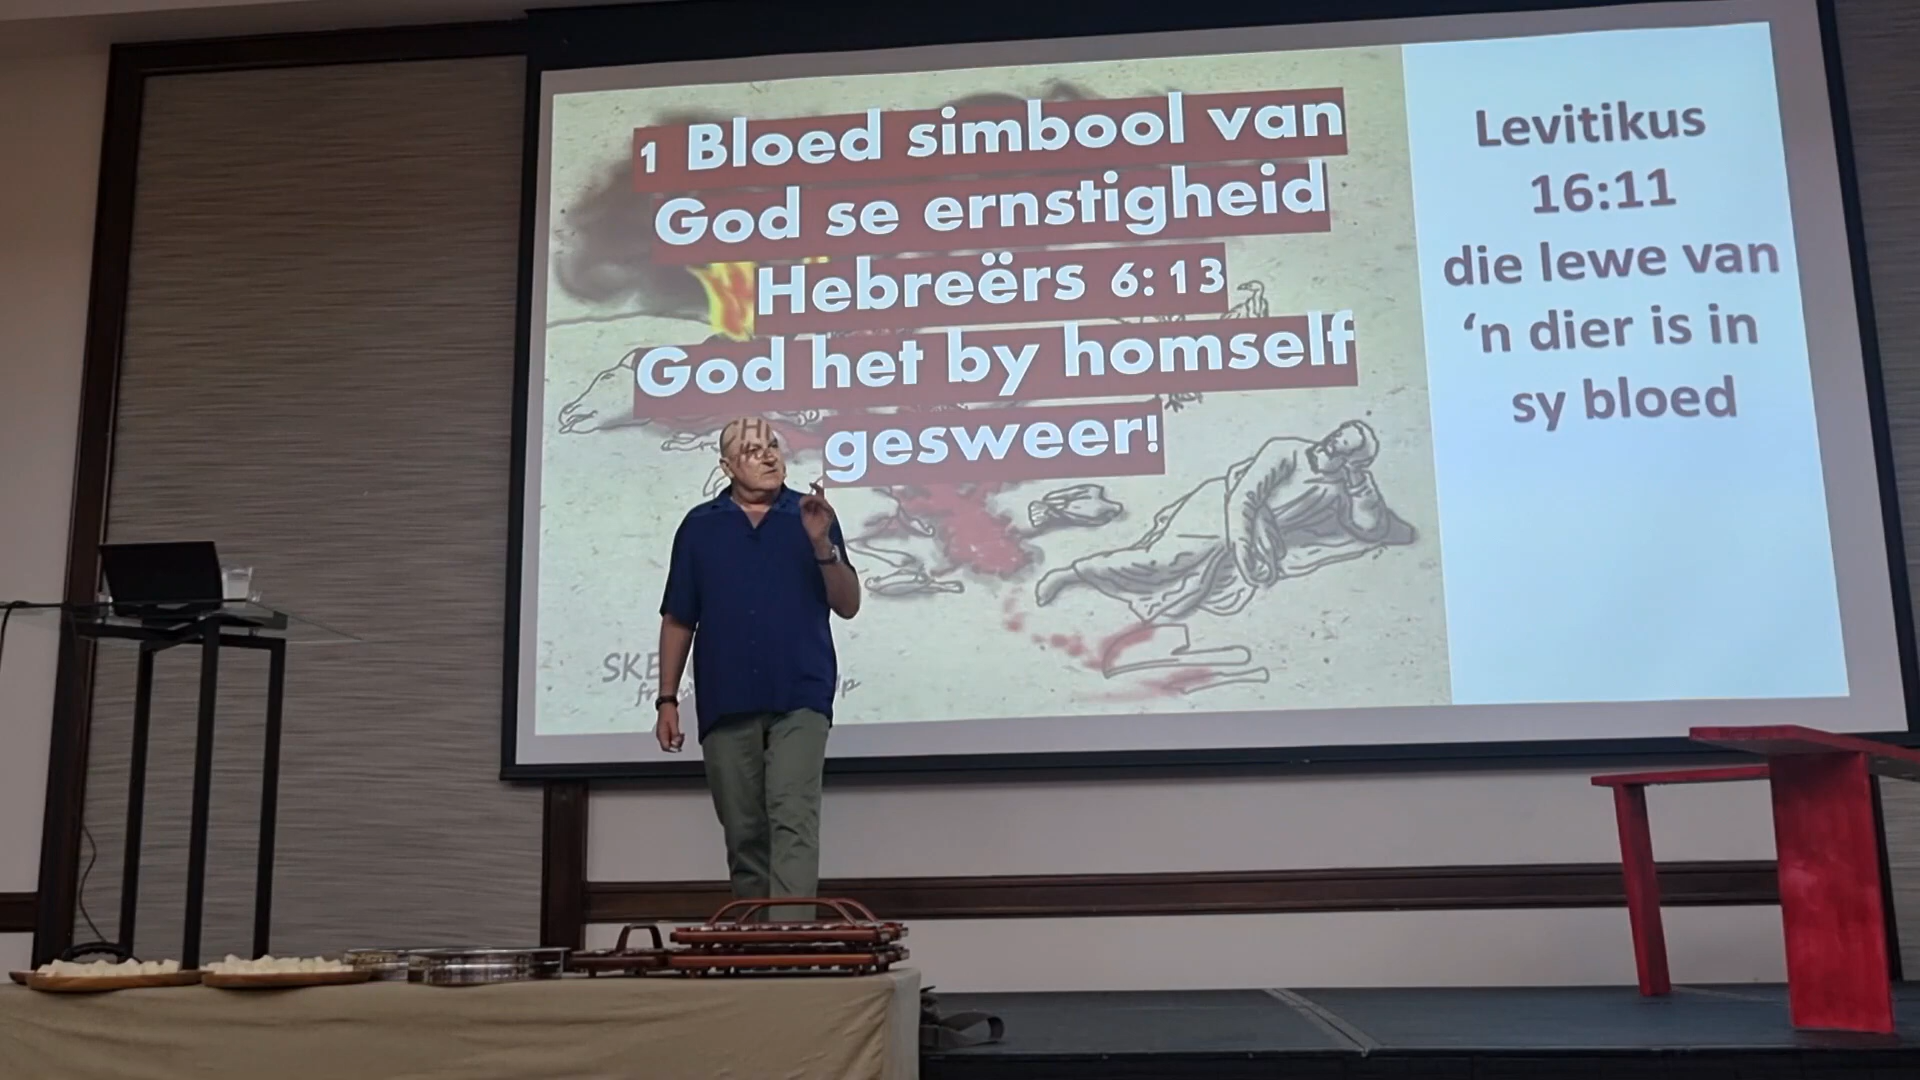 1 Bloed simbool van
God se ernstigheid
Hebreërs 6:13
God het by homself
gesweer!
Levitikus
16:11
die lewe van
‘n dier is in
sy bloed